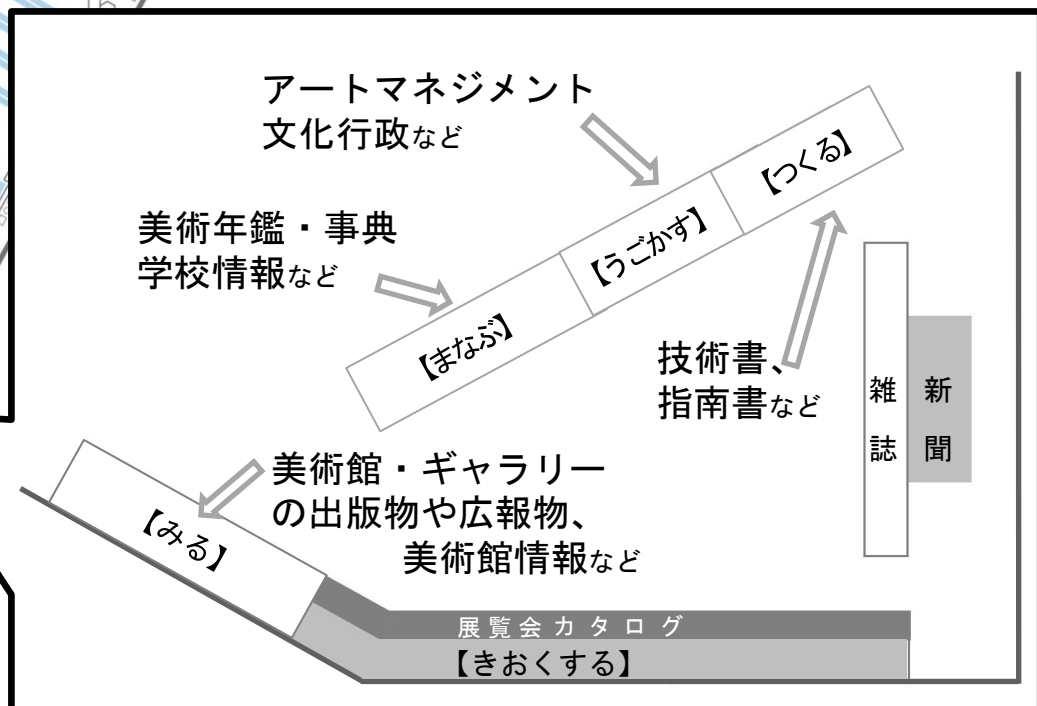 アートマネジメント
文化行政など
【つくる】
【うごかす】
美術年鑑・事典
学校情報など
【まなぶ】
技術書、
指南書など
雑誌
新聞
美術館・ギャラリー
の出版物や広報物、
美術館情報など
【みる】
展覧会カタログ
【きおくする】